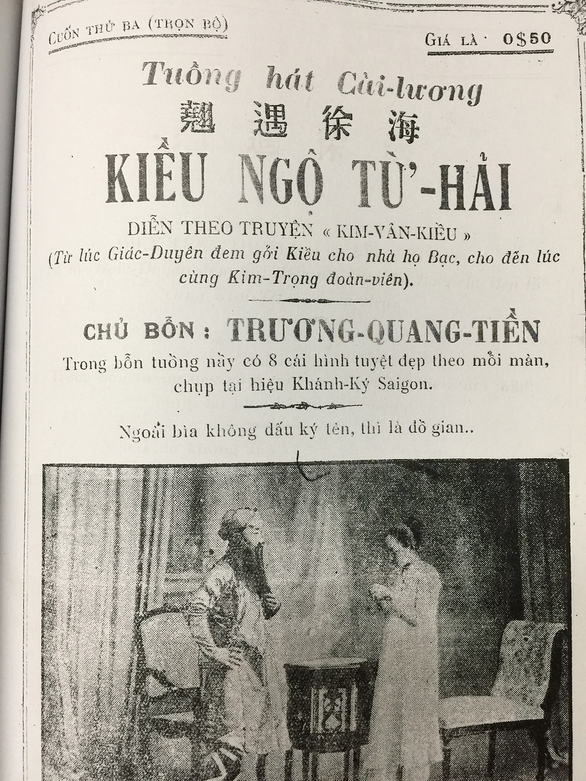 CUỐN THỨ BA (TRỌN BỘ)
GIÁ LÀ : 0$50
Tuồng hát Cải-lương
翹 遇 徐 海
KIỀU NGỘ TỪ-HẢI
DIỄN THEO TRUYỆN « KIM-VÂN-KIỀU »
(Từ lúc Giác-Duyên đem gởi Kiều cho nhà họ Bạc, cho đến lúc
cùng Kim-Trọng đoàn-viên).
CHỦ BỔN : TRƯƠNG-QUANG-TIỀN
Trong bổn tuồng nầy có 8 cái hình tuyệt đẹp theo mỗi màn,
chụp tại hiệu Khánh-Ký Saigon.
Ngoài bìa không dấu ký tên, thì là đồ gian..